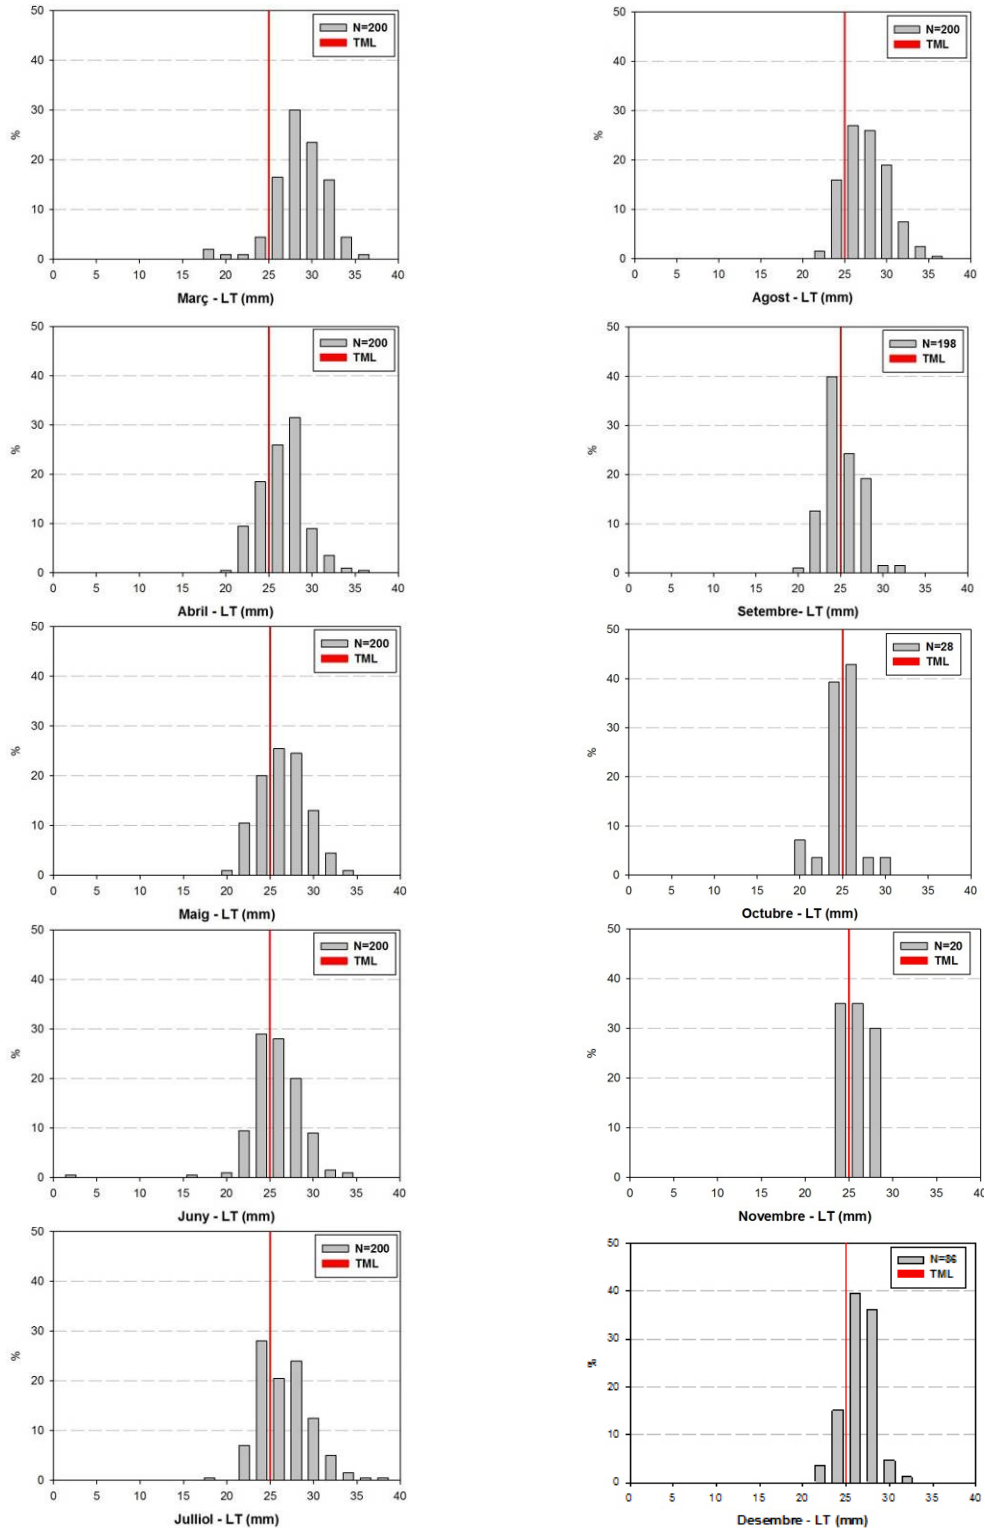 50
40
30
20
10
0
%
N=200
TML
0 5 10 15 20 25 30 35 40
Març - LT (mm)
50
40
30
20
10
0
%
N=200
TML
0 5 10 15 20 25 30 35 40
Abril - LT (mm)
50
40
30
20
10
0
%
N=200
TML
0 5 10 15 20 25 30 35 40
Maig - LT (mm)
50
40
30
20
10
0
%
N=200
TML
0 5 10 15 20 25 30 35 40
Juny - LT (mm)
50
40
30
20
10
0
%
N=200
TML
0 5 10 15 20 25 30 35 40
Julliol - LT (mm)
50
40
30
20
10
0
%
N=200
TML
0 5 10 15 20 25 30 35 40
Agost - LT (mm)
50
40
30
20
10
0
%
N=198
TML
0 5 10 15 20 25 30 35 40
Setembre- LT (mm)
50
40
30
20
10
0
%
N=28
TML
0 5 10 15 20 25 30 35 40
Octubre - LT (mm)
50
40
30
20
10
0
%
N=20
TML
0 5 10 15 20 25 30 35 40
Novembre - LT (mm)
50
40
30
20
10
0
%
N=86
TML
0 5 10 15 20 25 30 35 40
Desembre - LT (mm)